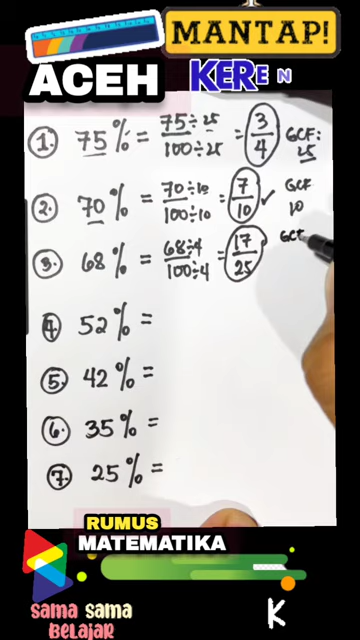 MANTAP!
ACEH KEREN
1. 75% = 75÷25/100÷25 = 3/4 GCF: 25
2. 70% = 70÷10/100÷10 = 7/10 ✓ GCF 10
3. 68% = 68÷4/100÷4 = 17/25 GCF
4. 52% =
5. 42% =
6. 35% =
7. 25% =
RUMUS
MATEMATIKA
sama sama
Belajar
K